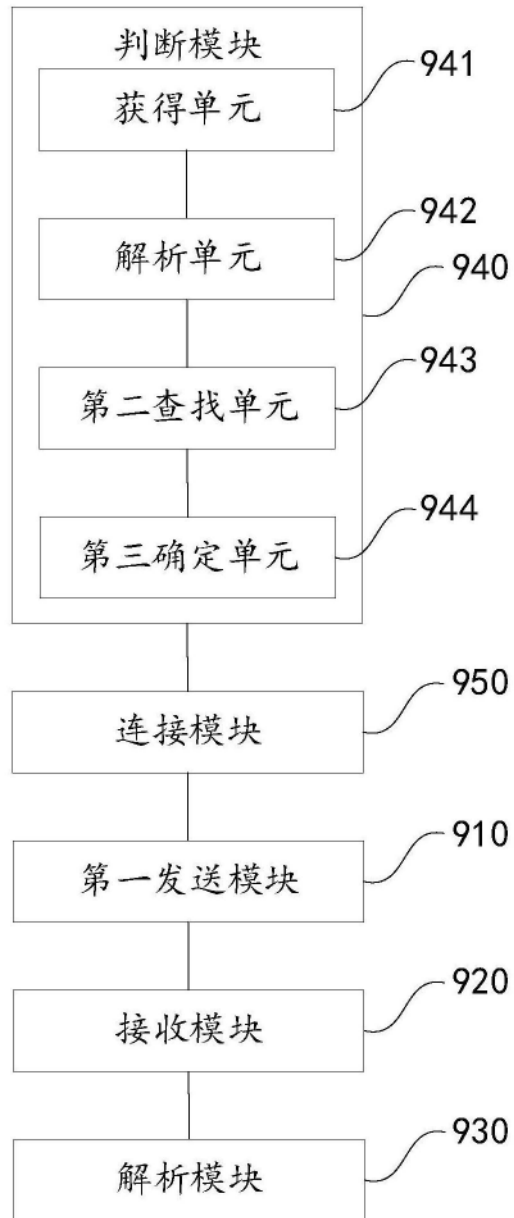 判断模块
获得单元
941
解析单元
942
940
第二查找单元
943
第三确定单元
944
连接模块
950
第一发送模块
910
接收模块
920
解析模块
930